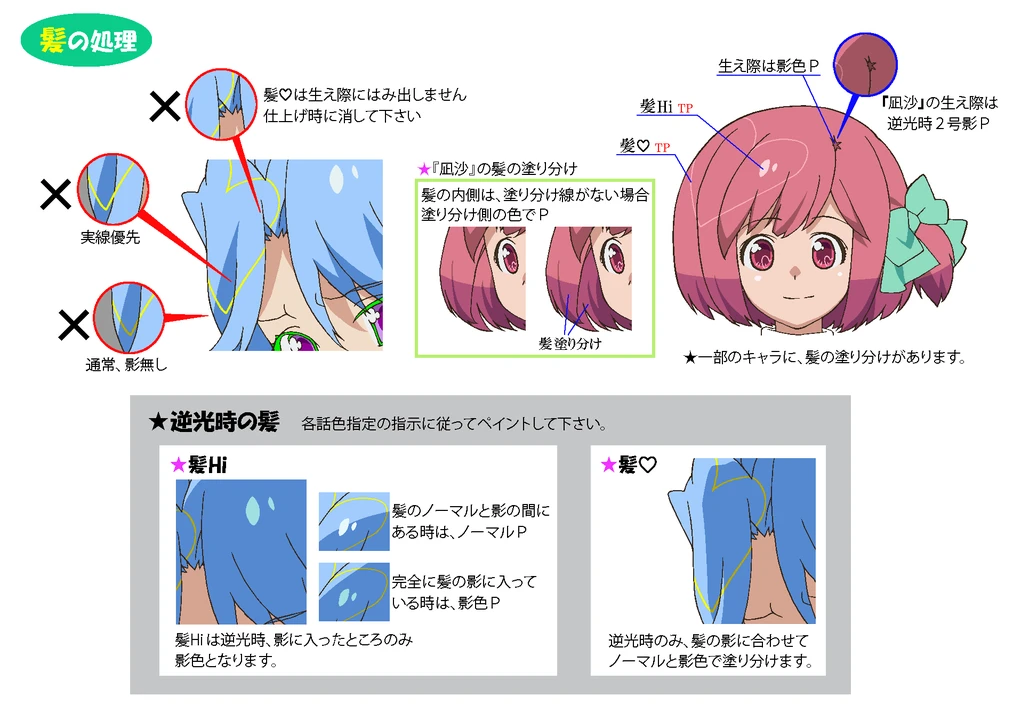 髪の処理
髪♡は生え際にはみ出しません
仕上げ時に消して下さい
実線優先
通常、影無し
★『凪沙』の髪の塗り分け
髪の内側は、塗り分け線がない場合
塗り分け側の色でP
髪塗り分け
生え際は影色P
髪Hi TP
髪♡ TP
『凪沙』の生え際は
逆光時2号影P
★一部のキャラに、髪の塗り分けがあります。
★逆光時の髪 各話色指定の指示に従ってペイントして下さい。
★髪Hi
髪のノーマルと影の間に
ある時は、ノーマルP
完全に髪の影に入って
いる時は、影色P
髪Hiは逆光時、影に入ったところのみ
影色となります。
★髪♡
逆光時のみ、髪の影に合わせて
ノーマルと影色で塗り分けます。